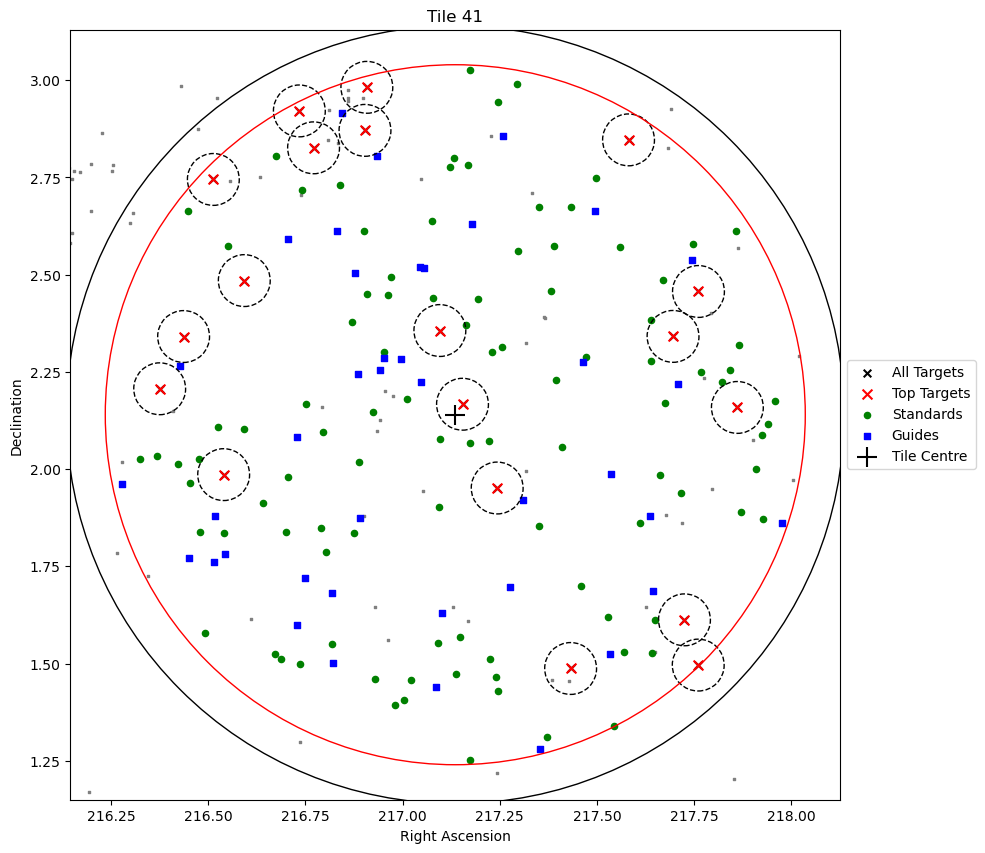 Tile 41
3.00
2.75
2.50
2.25
2.00
1.75
1.50
1.25
Declination
216.25 216.50 216.75 217.00 217.25 217.50 217.75 218.00
Right Ascension
All Targets
Top Targets
Standards
Guides
Tile Centre